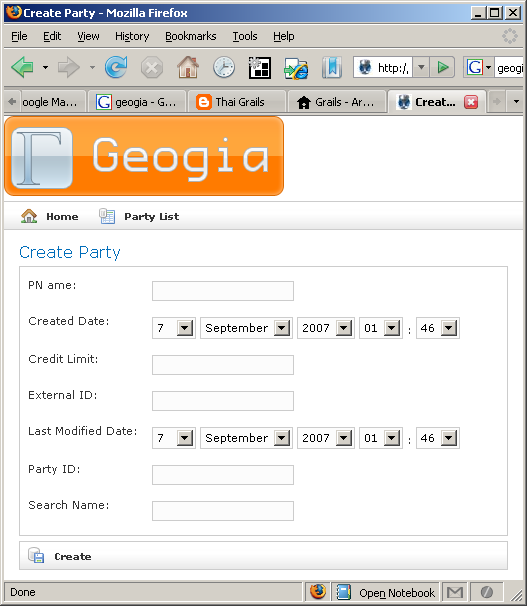 Create Party - Mozilla Firefox
File Edit View History Bookmarks Tools Help
http:/, G geogi
oogle Ma... G geogia - G... Thai Grails Grails - Ar... Creat...
Γ Geogia
Home Party List
Create Party
PN ame:
Created Date: 7 September 2007 01 : 46
Credit Limit:
External ID:
Last Modified Date: 7 September 2007 01 : 46
Party ID:
Search Name:
Create
Done Open Notebook